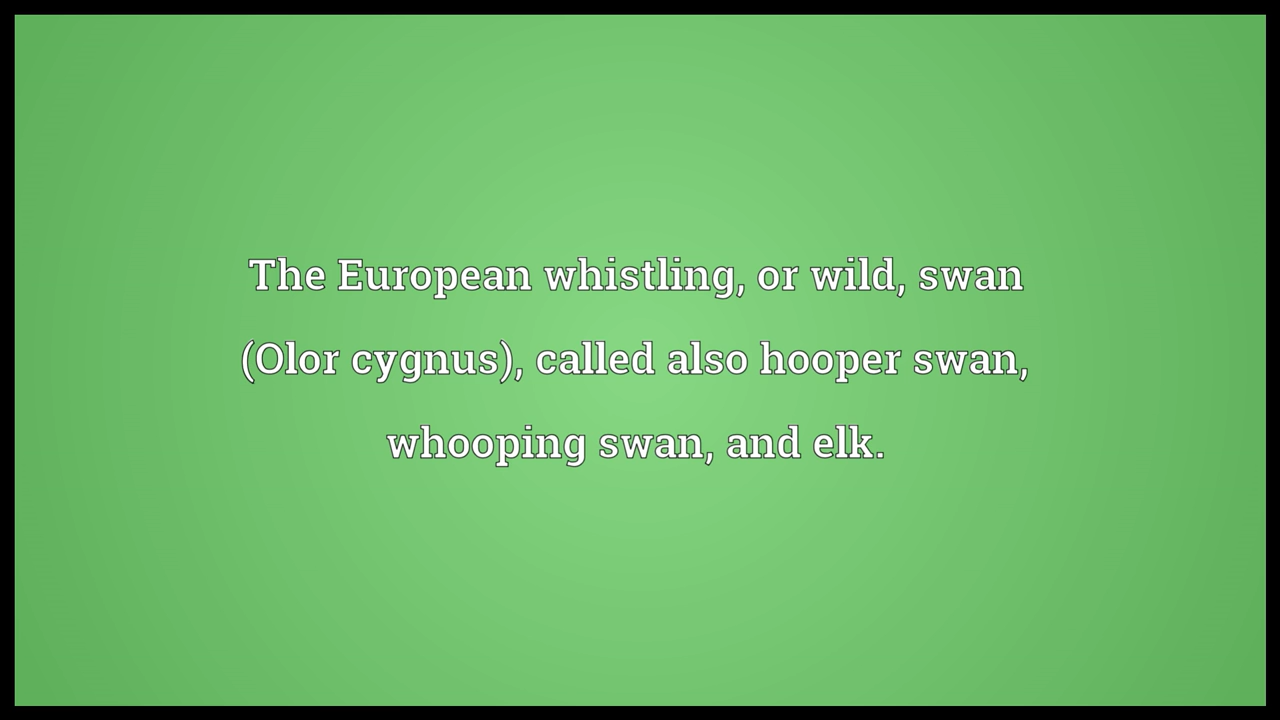 The European whistling, or wild, swan
(Olor cygnus), called also hooper swan,
whooping swan, and elk.